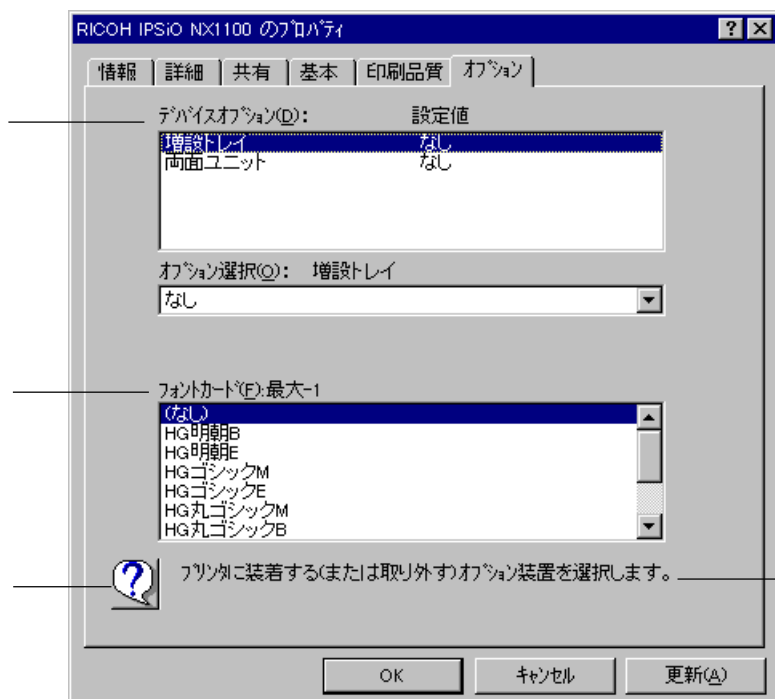 RICOH IPSiO NX1100 のﾌﾟﾛﾊﾟﾃｨ
情報 詳細 共有 基本 印刷品質 ｵﾌﾟｼｮﾝ
ﾃﾞﾊﾞｲｽｵﾌﾟｼｮﾝ(D): 設定値
増設トレイ なし
両面ユニット なし
ｵﾌﾟｼｮﾝ選択(O): 増設トレイ
なし
ﾌｫﾝﾄｶｰﾄﾞ(F):最大-1
(なし)
HG明朝B
HG明朝E
HGゴシックM
HGゴシックE
HG丸ゴシックM
HG丸ゴシックB
ﾌﾟﾘﾝﾀに装着する(または取り外す)ｵﾌﾟｼｮﾝ装置を選択します。
OK ｷｬﾝｾﾙ 更新(A)